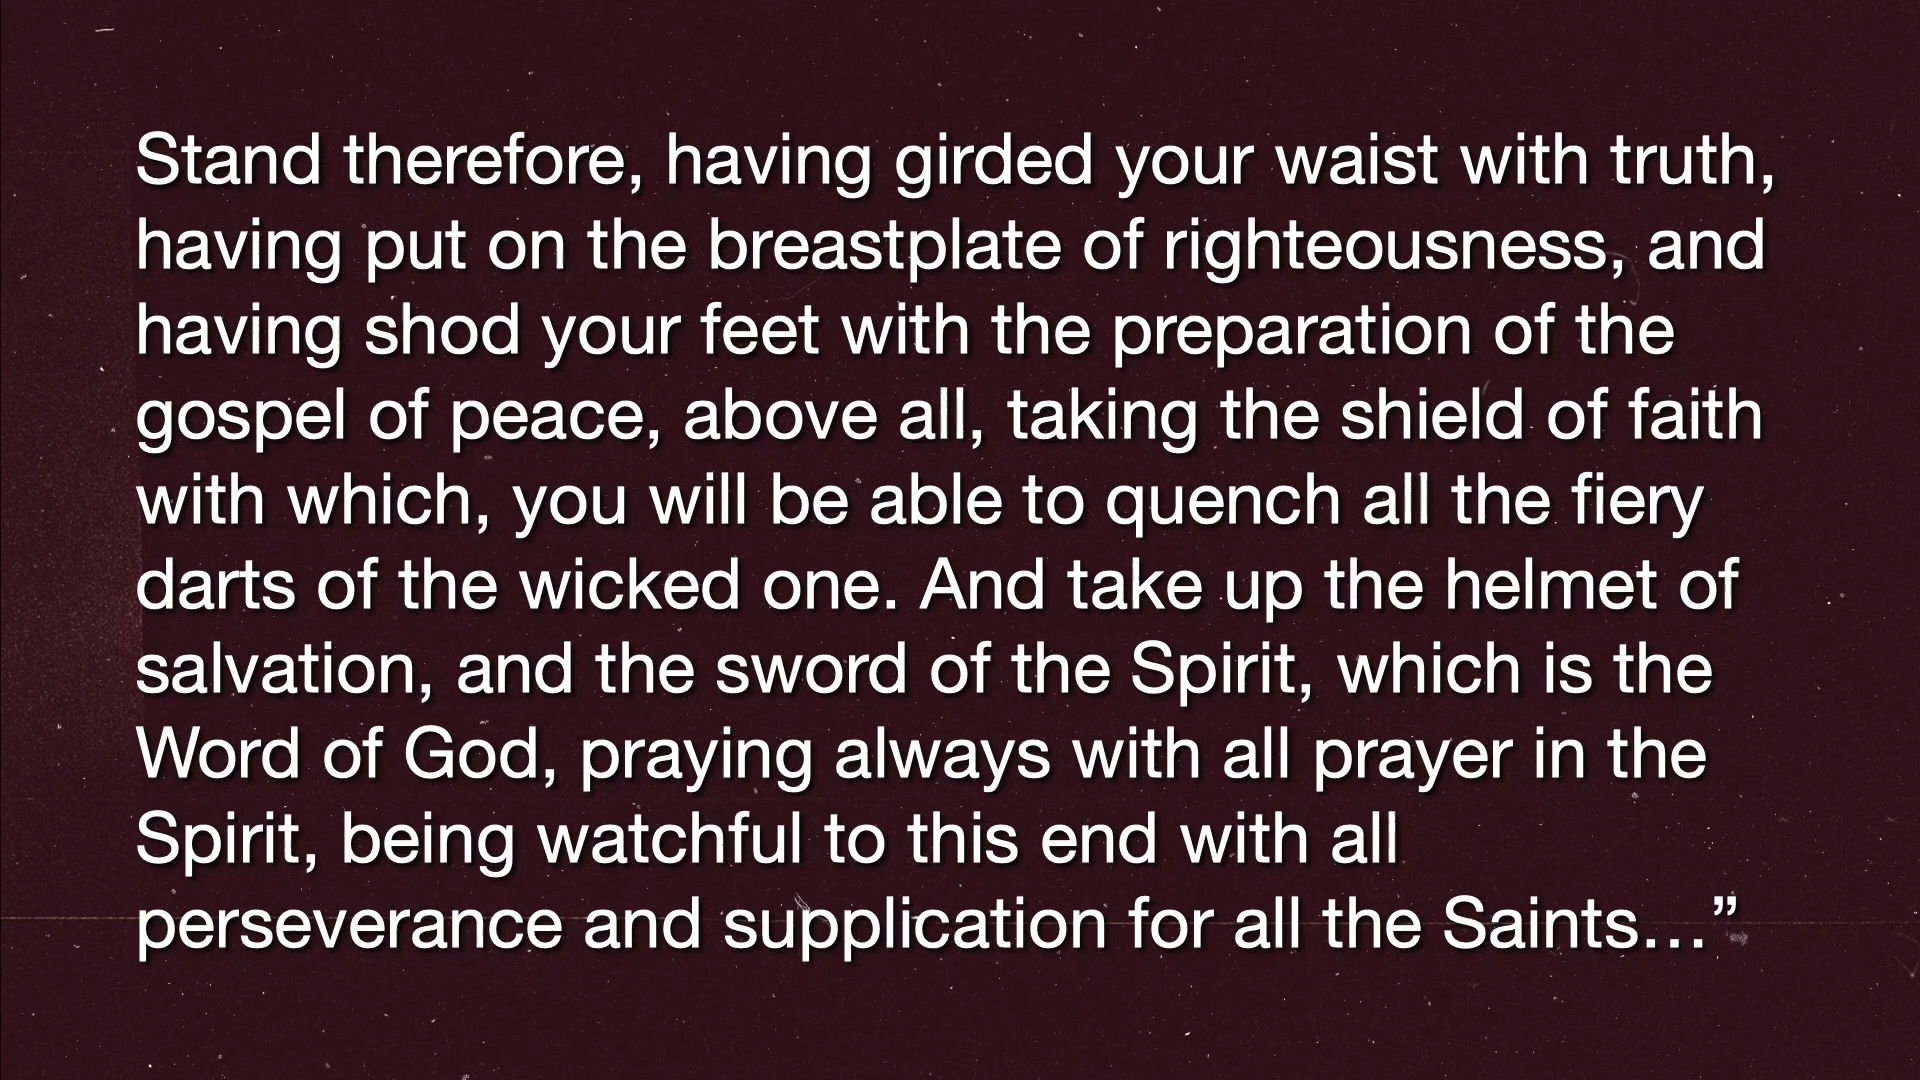 Stand therefore, having girded your waist with truth,
having put on the breastplate of righteousness, and
having shod your feet with the preparation of the
gospel of peace, above all, taking the shield of faith
with which, you will be able to quench all the fiery
darts of the wicked one. And take up the helmet of
salvation, and the sword of the Spirit, which is the
Word of God, praying always with all prayer in the
Spirit, being watchful to this end with all
perseverance and supplication for all the Saints…”